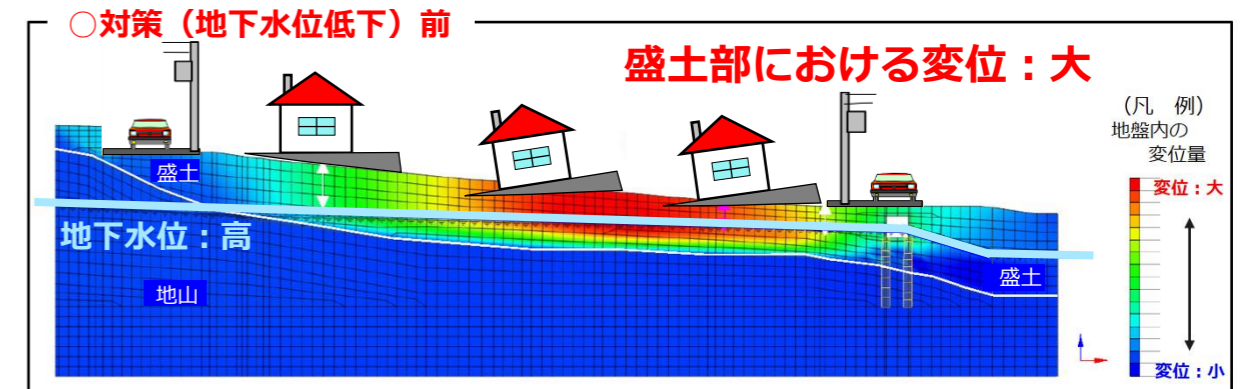 ○対策（地下水位低下）前
盛土部における変位：大
（凡　例）
地盤内の
変位量
変位：大
盛土
地下水位：高
地山
盛土
変位：小